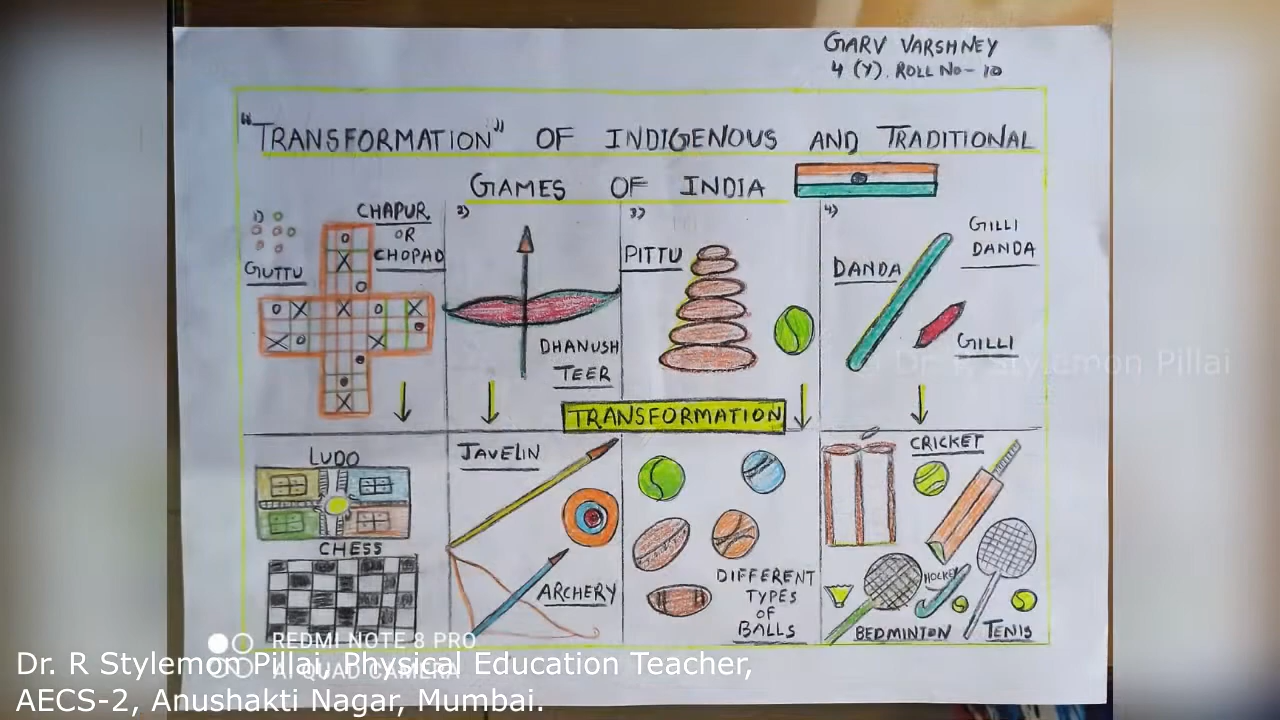 GARV VARSHNEY
4 (Y). ROLL NO- 10
"TRANSFORMATION" OF INDIGENOUS AND TRADITIONAL
GAMES OF INDIA
1)
CHAPUR
OR
CHOPAD
GUTTU
2)
DHANUSH
TEER
3)
PITTU
4)
GILLI
DANDA
DANDA
GILLI
TRANSFORMATION
LUDO
CHESS
JAVELIN
ARCHERY
DIFFERENT
TYPES
OF
BALLS
CRICKET
HOCKEY
BEDMINTON
TENIS
Dr. R Stylemon Pillai
REDMI NOTE 8 PRO
AI QUAD CAMERA
Dr. R Stylemon Pillai, Physical Education Teacher,
AECS-2, Anushakti Nagar, Mumbai.